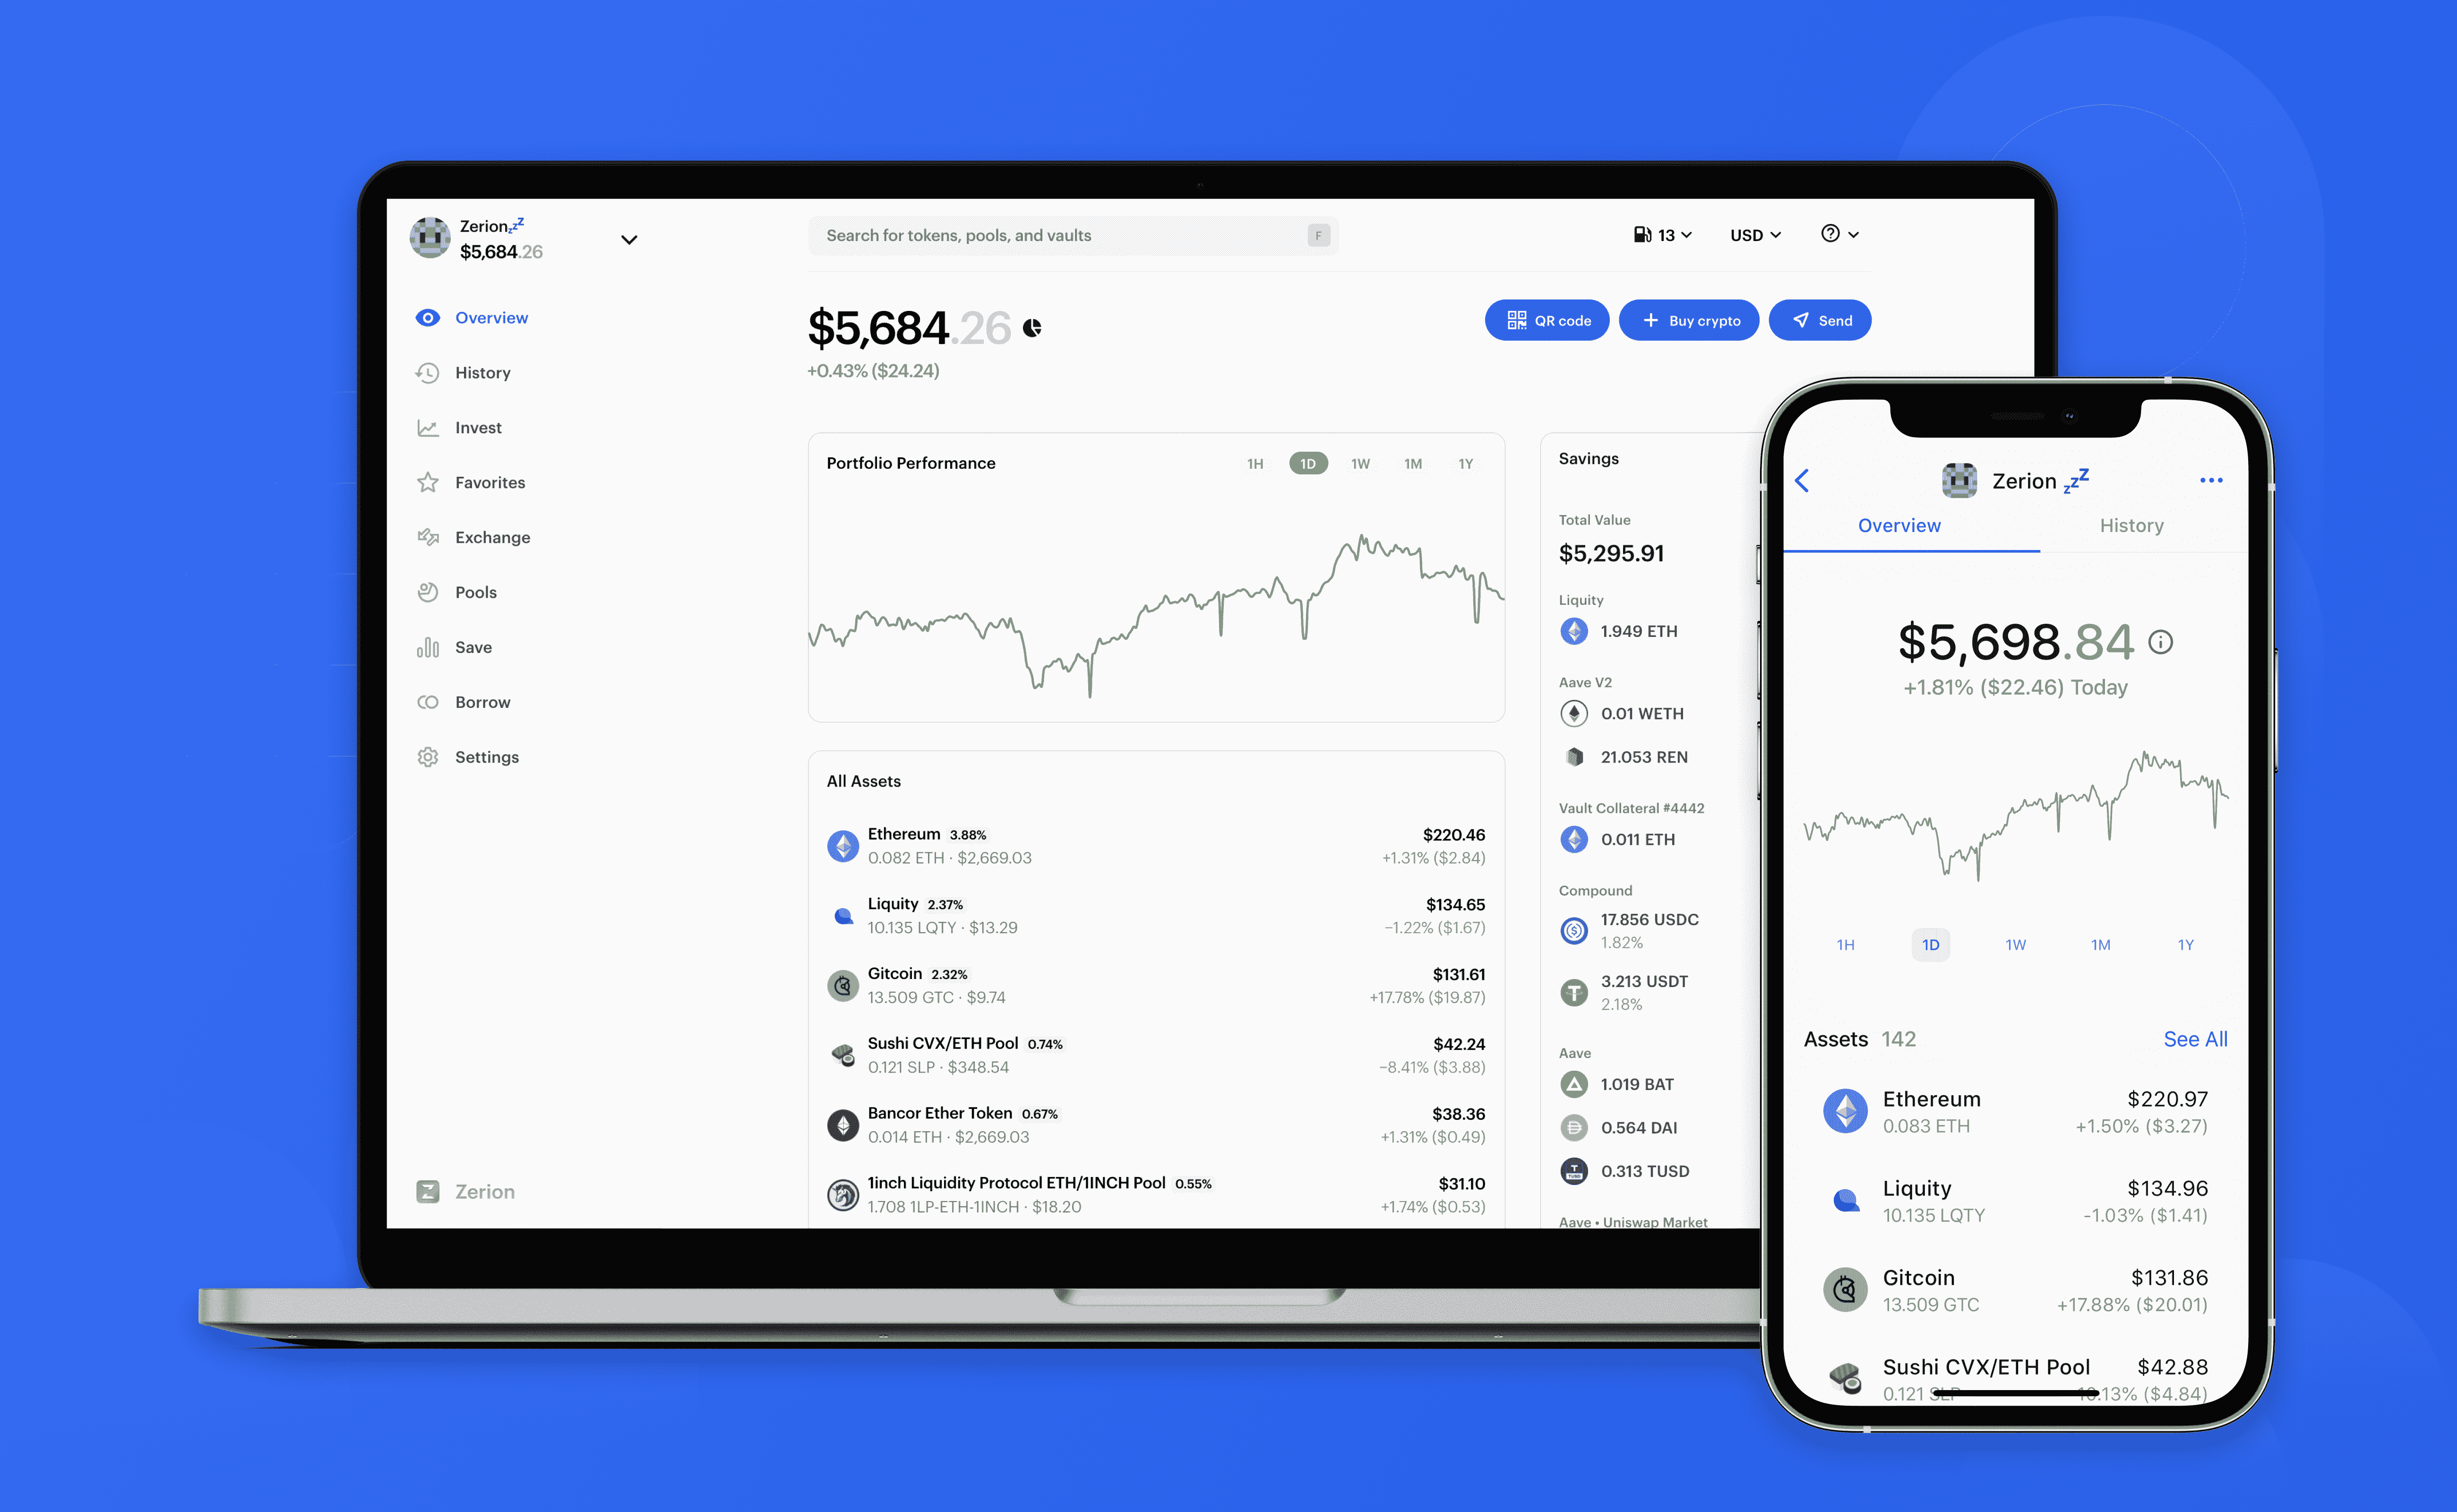 Zerion zzZ
$5,684.26
Search for tokens, pools, and vaults
F
13
USD
Overview
History
Invest
Favorites
Exchange
Pools
Save
Borrow
Settings
Zerion
$5,684.26
+0.43% ($24.24)
QR code
Buy crypto
Send
Portfolio Performance
1H 1D 1W 1M 1Y
All Assets
Ethereum 3.88% $220.46
0.082 ETH · $2,669.03 +1.31% ($2.84)
Liquity 2.37% $134.65
10.135 LQTY · $13.29 −1.22% ($1.67)
Gitcoin 2.32% $131.61
13.509 GTC · $9.74 +17.78% ($19.87)
Sushi CVX/ETH Pool 0.74% $42.24
0.121 SLP · $348.54 −8.41% ($3.88)
Bancor Ether Token 0.67% $38.36
0.014 ETH · $2,669.03 +1.31% ($0.49)
1inch Liquidity Protocol ETH/1INCH Pool 0.55% $31.10
1.708 1LP-ETH-1INCH · $18.20 +1.74% ($0.53)
Savings
Total Value
$5,295.91
Liquity
1.949 ETH
Aave V2
0.01 WETH
21.053 REN
Vault Collateral #4442
0.011 ETH
Compound
17.856 USDC
1.82%
3.213 USDT
2.18%
Aave
1.019 BAT
0.564 DAI
0.313 TUSD
Aave • Uniswap Market
Zerion zzZ
Overview History
$5,698.84
+1.81% ($22.46) Today
1H 1D 1W 1M 1Y
Assets 142 See All
Ethereum $220.97
0.083 ETH +1.50% ($3.27)
Liquity $134.96
10.135 LQTY -1.03% ($1.41)
Gitcoin $131.86
13.509 GTC +17.88% ($20.01)
Sushi CVX/ETH Pool $42.88
0.121 SLP ($4.84)